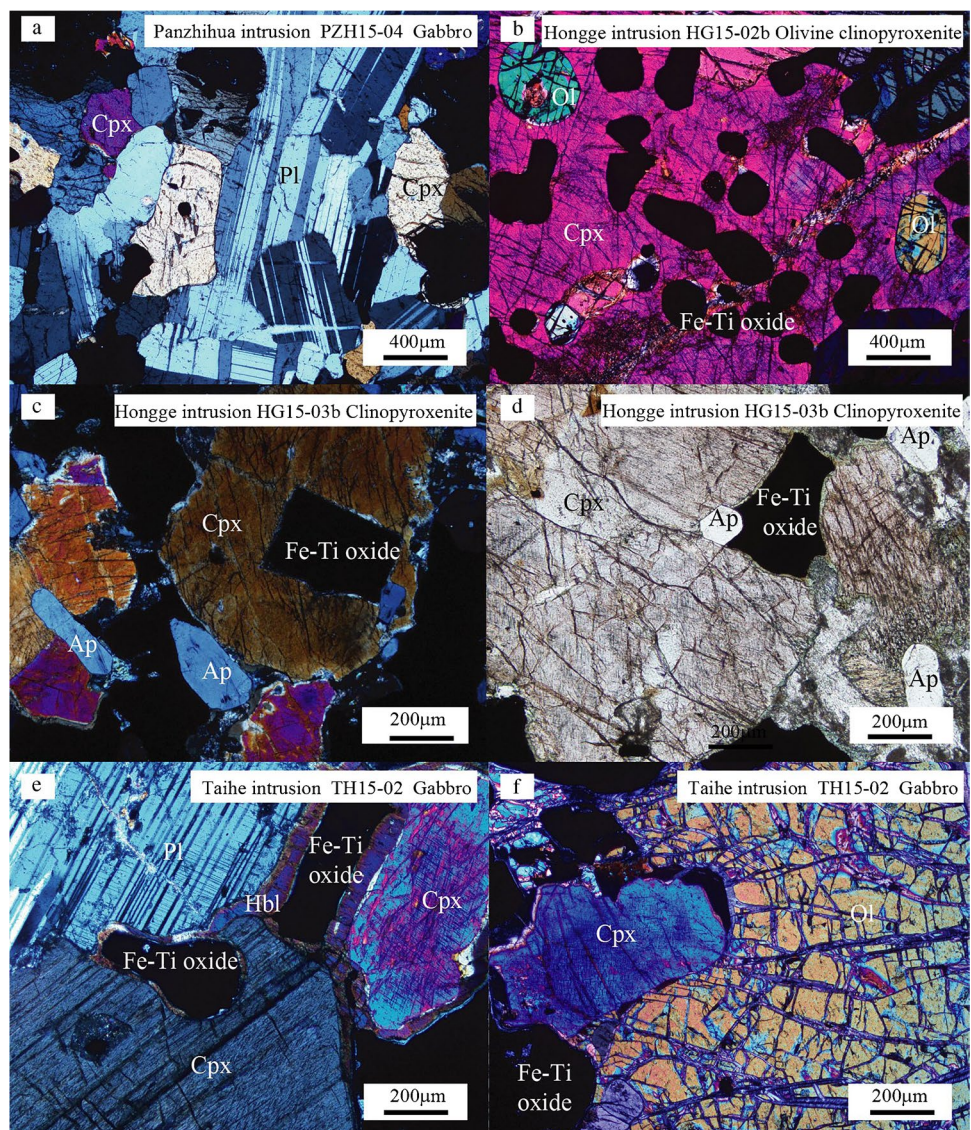 a
Panzhihua intrusion PZH15-04 Gabbro
Cpx
Pl
Cpx
400μm
b
Hongge intrusion HG15-02b Olivine clinopyroxenite
Ol
Cpx
Ol
Fe-Ti oxide
400μm
c
Hongge intrusion HG15-03b Clinopyroxenite
Cpx
Fe-Ti oxide
Ap
Ap
200μm
d
Hongge intrusion HG15-03b Clinopyroxenite
Ap
Cpx
Fe-Ti
oxide
Ap
Ap
200μm
200μm
e
Taihe intrusion TH15-02 Gabbro
Pl
Fe-Ti
oxide
Hbl
Cpx
Fe-Ti oxide
Cpx
200μm
f
Taihe intrusion TH15-02 Gabbro
Cpx
Ol
Fe-Ti
oxide
200μm